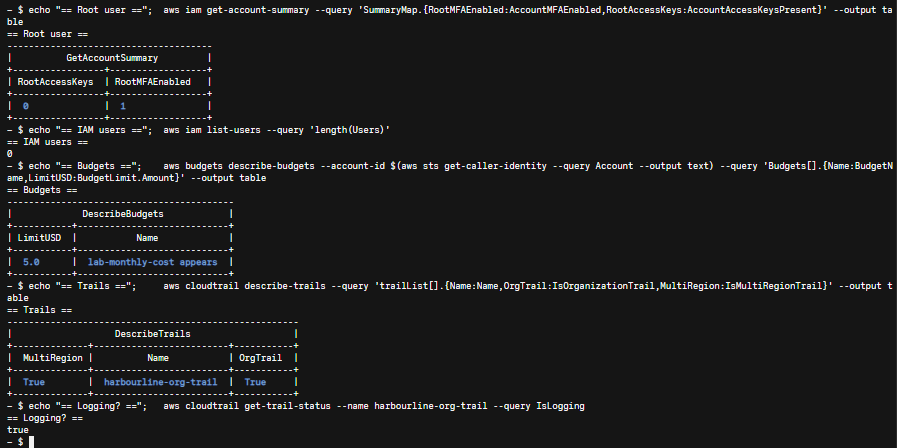 ~ $ echo "== Root user =="; aws iam get-account-summary --query 'SummaryMap.{RootMFAEnabled:AccountMFAEnabled,RootAccessKeys:AccountAccessKeysPresent}' --output ta
ble
== Root user ==
-------------------------------------
|         GetAccountSummary         |
+-----------------+-----------------+
| RootAccessKeys  | RootMFAEnabled  |
+-----------------+-----------------+
|  0              |  1              |
+-----------------+-----------------+
~ $ echo "== IAM users =="; aws iam list-users --query 'length(Users)'
== IAM users ==
0
~ $ echo "== Budgets =="; aws budgets describe-budgets --account-id $(aws sts get-caller-identity --query Account --output text) --query 'Budgets[].{Name:BudgetN
ame,LimitUSD:BudgetLimit.Amount}' --output table
== Budgets ==
-----------------------------------------
|            DescribeBudgets            |
+-----------+---------------------------+
| LimitUSD  |           Name            |
+-----------+---------------------------+
|  5.0      |  lab-monthly-cost appears |
+-----------+---------------------------+
~ $ echo "== Trails =="; aws cloudtrail describe-trails --query 'trailList[].{Name:Name,OrgTrail:IsOrganizationTrail,MultiRegion:IsMultiRegionTrail}' --output t
able
== Trails ==
----------------------------------------------------
|                  DescribeTrails                  |
+--------------+------------------------+-----------+
|  MultiRegion |          Name          | OrgTrail  |
+--------------+------------------------+-----------+
|  True        |  harbourline-org-trail |  True     |
+--------------+------------------------+-----------+
~ $ echo "== Logging? =="; aws cloudtrail get-trail-status --name harbourline-org-trail --query IsLogging
== Logging? ==
true
~ $